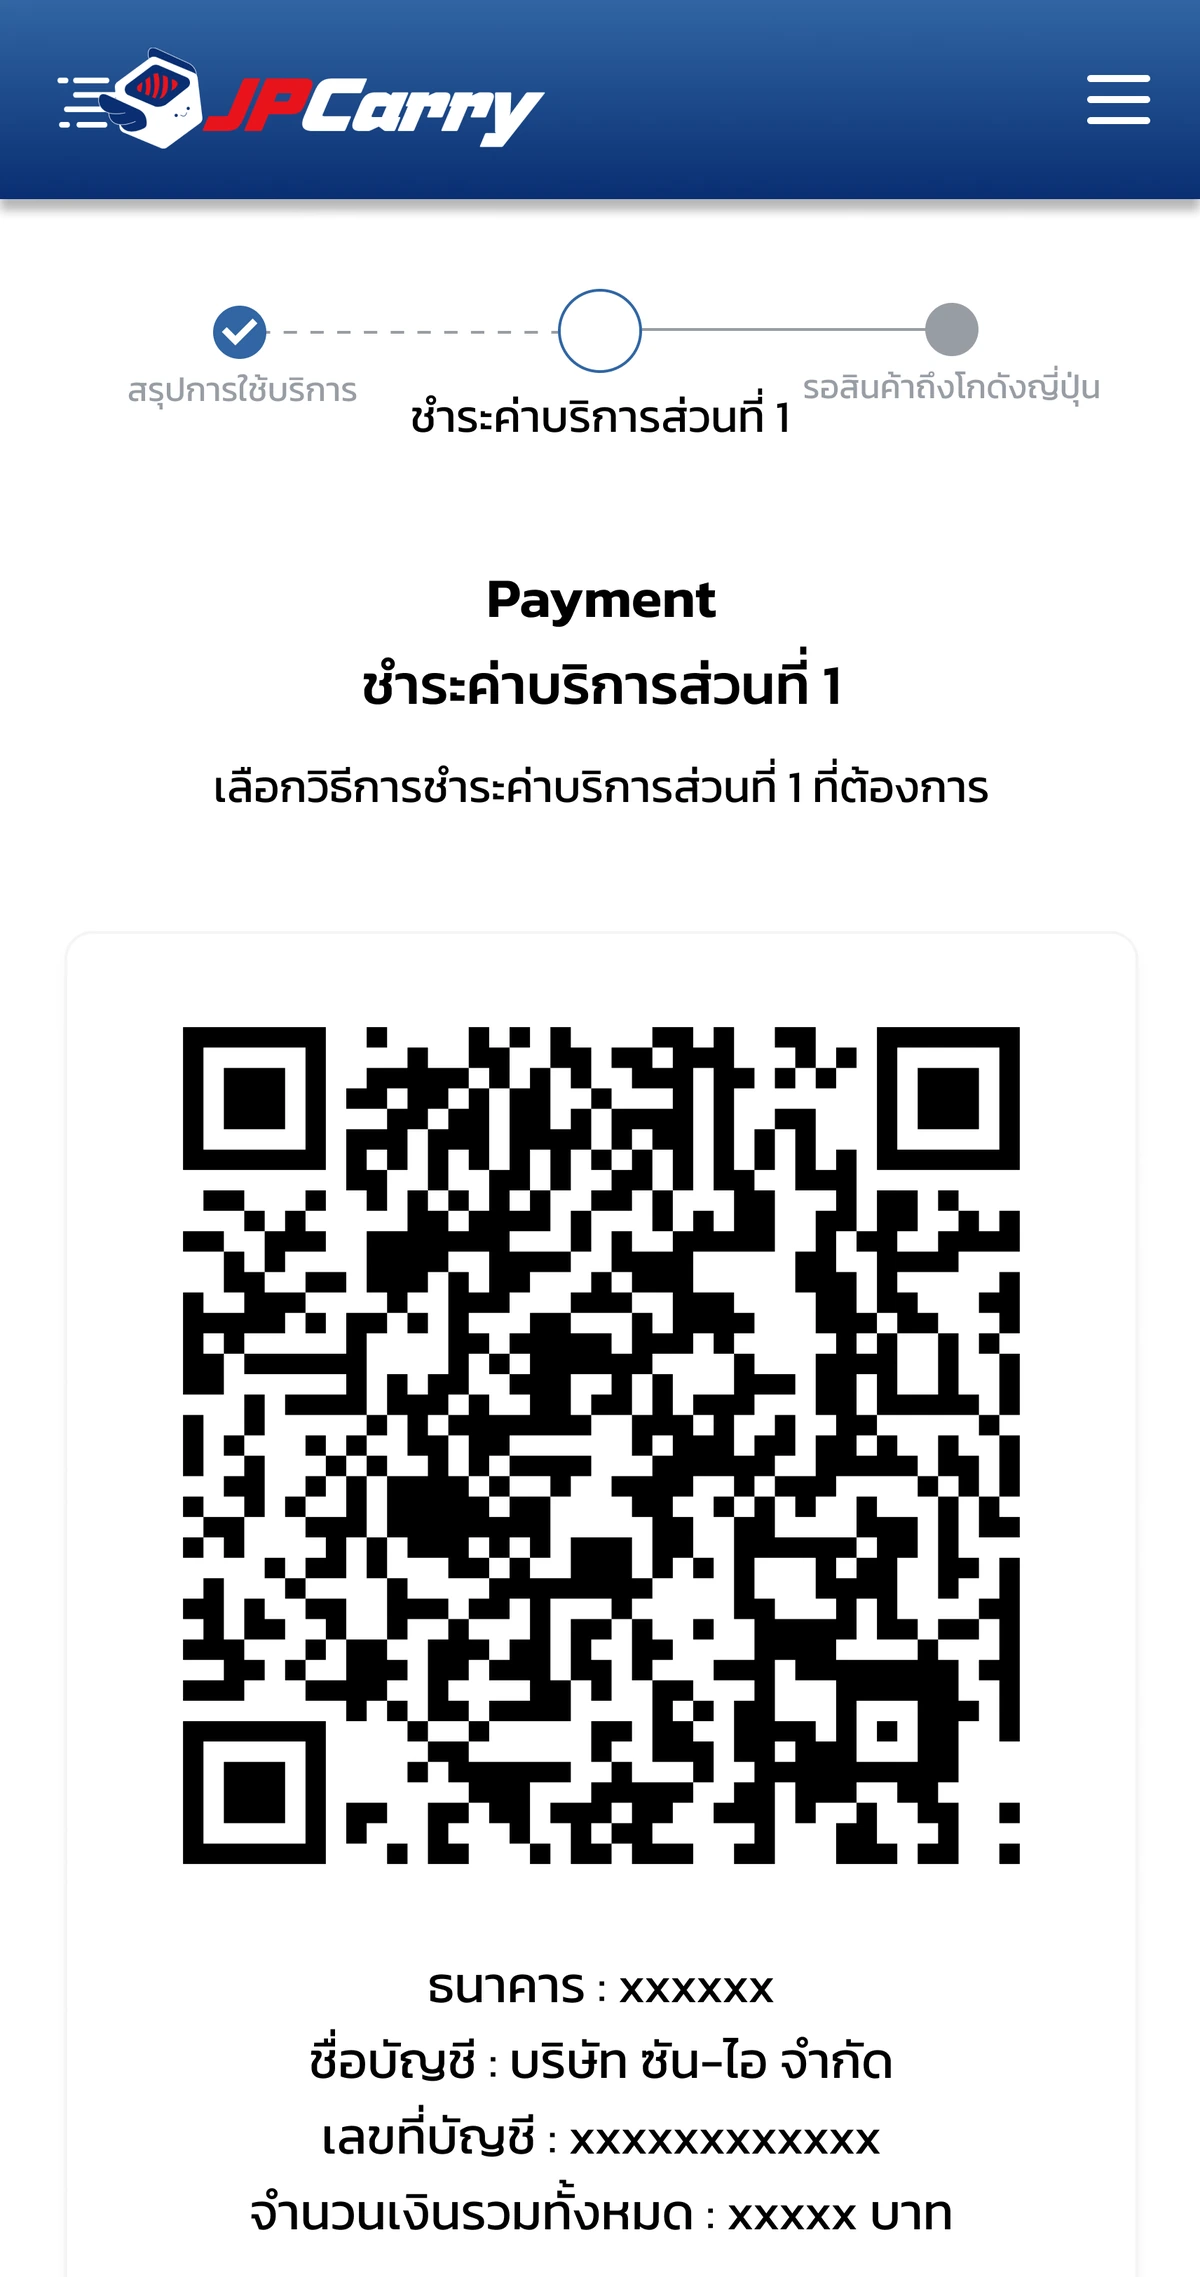 JPCarry
สรุปการใช้บริการ
ชำระค่าบริการส่วนที่ 1
รอสินค้าถึงโกดังญี่ปุ่น
Payment
ชำระค่าบริการส่วนที่ 1
เลือกวิธีการชำระค่าบริการส่วนที่ 1 ที่ต้องการ
ธนาคาร : xxxxxx
ชื่อบัญชี : บริษัท ซัน-ไอ จำกัด
เลขที่บัญชี : xxxxxxxxxxxx
จำนวนเงินรวมทั้งหมด : xxxxx บาท